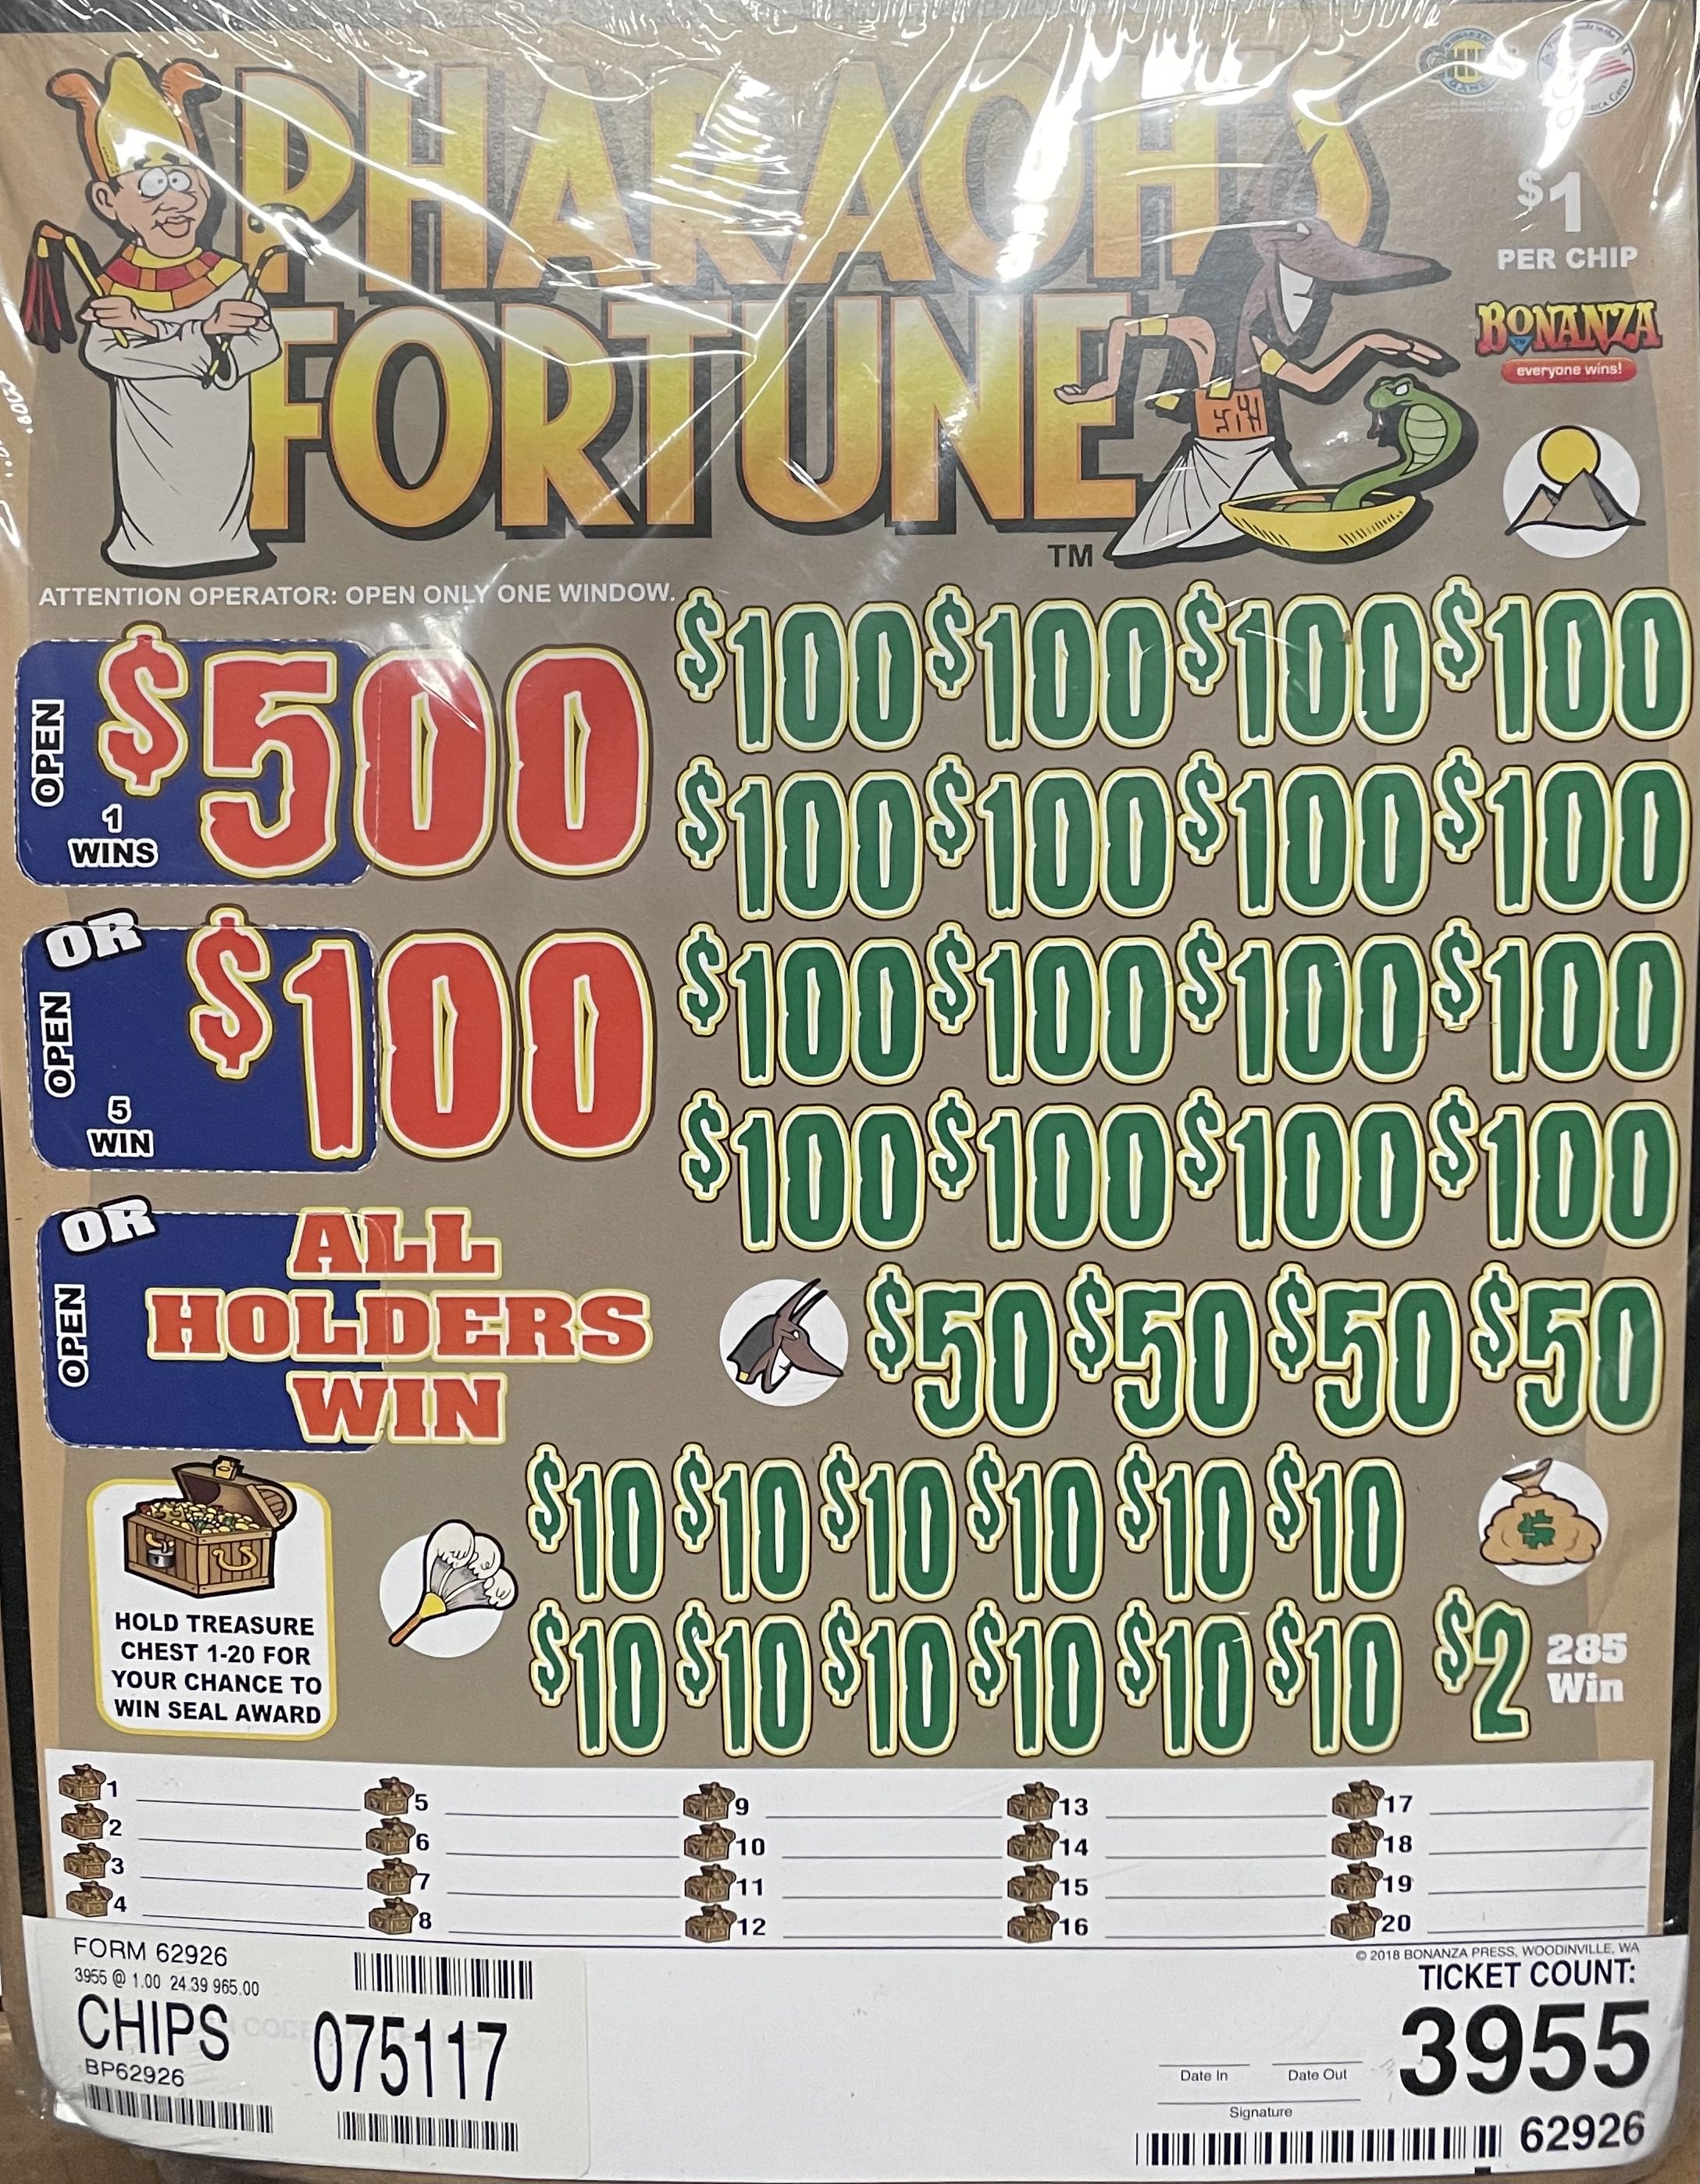 PHARAOH'S
FORTUNE
TM
$1
PER CHIP
BONANZA
TM
everyone wins!
ATTENTION OPERATOR: OPEN ONLY ONE WINDOW.
OPEN
1
WINS
$500
OR
OPEN
5
WIN
$100
OR
OPEN
ALL
HOLDERS
WIN
$100 $100 $100 $100
$100 $100 $100 $100
$100 $100 $100 $100
$100 $100 $100 $100
$50 $50 $50 $50
$10 $10 $10 $10 $10 $10
$
$10 $10 $10 $10 $10 $10
$2
285
Win
HOLD TREASURE
CHEST 1-20 FOR
YOUR CHANCE TO
WIN SEAL AWARD
1 5 9 13 17
2 6 10 14 18
3 7 11 15 19
4 8 12 16 20
FORM 62926
3955 @ 1.00 24.39 965.00
CHIPS
BP62926
075117
© 2018 BONANZA PRESS, WOODINVILLE, WA
TICKET COUNT:
3955
Date In Date Out
Signature
62926